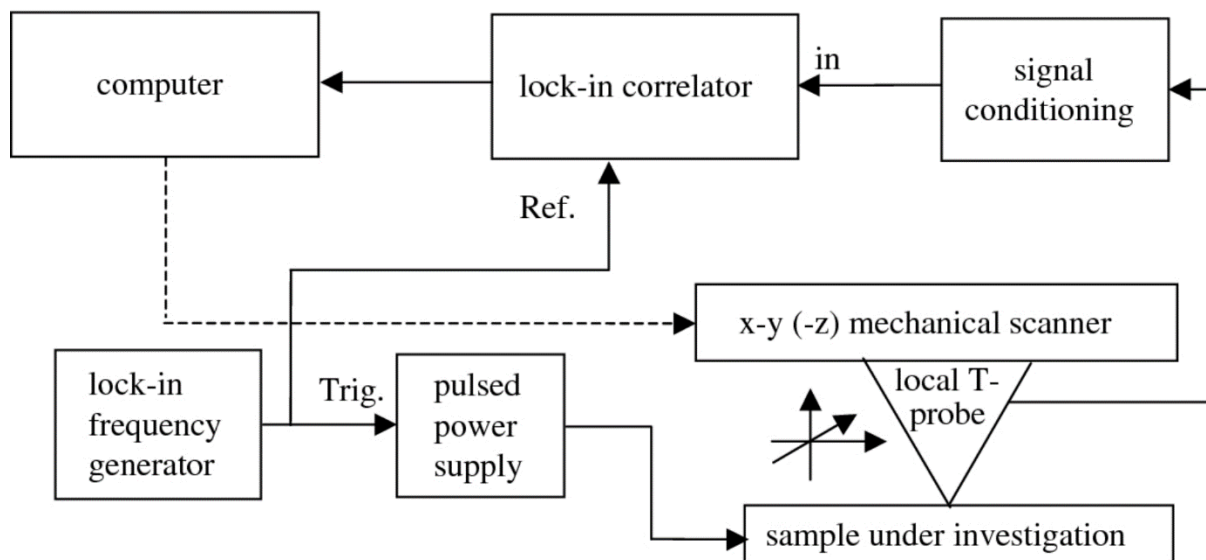 computer
lock-in correlator
in
signal
conditioning
Ref.
x-y (-z) mechanical scanner
lock-in
frequency
generator
Trig.
pulsed
power
supply
local T-
probe
sample under investigation